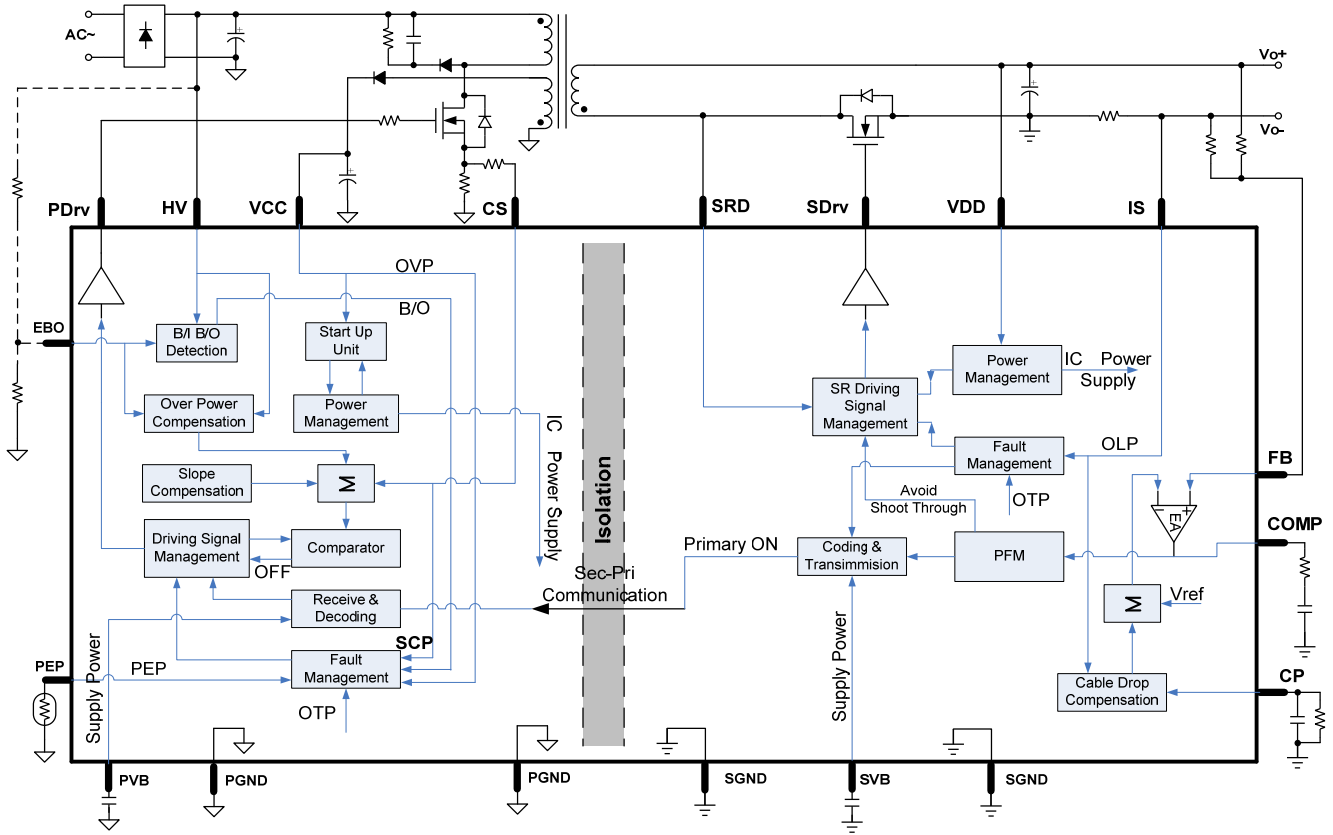 AC~
Vo+
Vo-
PDrv
HV
VCC
CS
SRD
SDrv
VDD
IS
OVP
B/O
EBO
B/I B/O
Detection
Start Up
Unit
Power
Management
IC Power
Supply
SR Driving
Signal
Management
Over Power
Compensation
Power
Management
IC Power Supply
Isolation
Fault
Management
OLP
FB
Slope
Compensation
M
OTP
Avoid
Shoot Through
EA
COMP
Driving Signal
Management
Comparator
OFF
Primary ON
Coding &
Transimmision
PFM
Sec-Pri
Communication
Receive &
Decoding
M
Vref
SCP
PEP
PEP
Fault
Management
OTP
Supply Power
Supply Power
Cable Drop
Compensation
CP
PVB
PGND
PGND
SGND
SVB
SGND